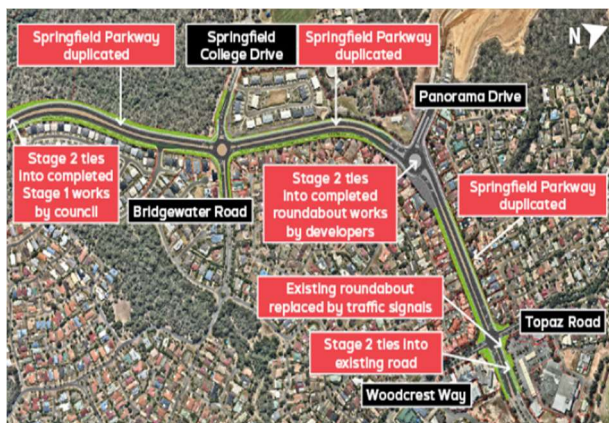 Springfield Parkway
duplicated
Springfield
College Drive
Springfield Parkway
duplicated
N
Panorama Drive
Stage 2 ties
into completed
Stage 1 works
by council
Bridgewater Road
Stage 2 ties
into completed
roundabout works
by developers
Springfield Parkway
duplicated
Existing roundabout
replaced by traffic signals
Topaz Road
Stage 2 ties into
existing road
Woodcrest Way